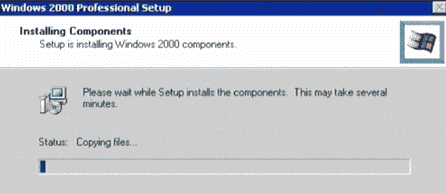 Windows 2000 Professional Setup
Installing Components
Setup is installing Windows 2000 components.
Please wait while Setup installs the components. This may take several
minutes.
Status: Copying files...